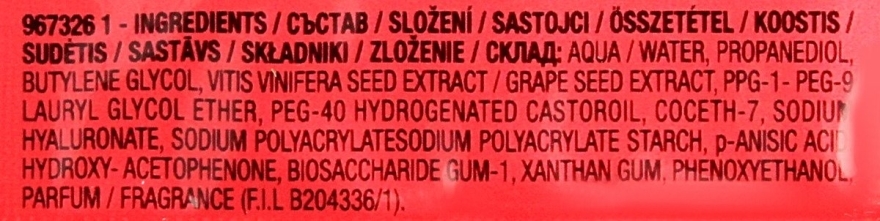 967326 1 - INGREDIENTS / СЪСТАВ / SLOŽENÍ / SASTOJCI / ÖSSZETÉTEL / KOOSTIS /
SUDĖTIS / SASTĀVS / SKŁADNIKI / ZLOŽENIE / СКЛАД: AQUA / WATER, PROPANEDIOL,
BUTYLENE GLYCOL, VITIS VINIFERA SEED EXTRACT / GRAPE SEED EXTRACT, PPG-1- PEG-9
LAURYL GLYCOL ETHER, PEG-40 HYDROGENATED CASTOROIL, COCETH-7, SODIUM
HYALURONATE, SODIUM POLYACRYLATESODIUM POLYACRYLATE STARCH, p-ANISIC ACID
HYDROXY- ACETOPHENONE, BIOSACCHARIDE GUM-1, XANTHAN GUM, PHENOXYETHANOL,
PARFUM / FRAGRANCE (F.I.L B204336/1).